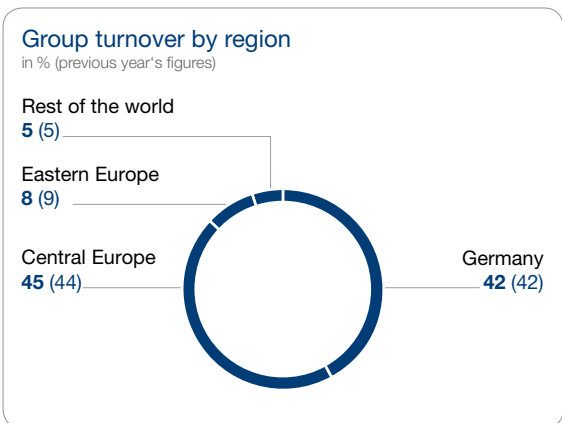 Group turnover by region
in % (previous year‘s figures)
Rest of the world
5 (5)
Eastern Europe
8 (9)
Central Europe
45 (44)
Germany
42 (42)